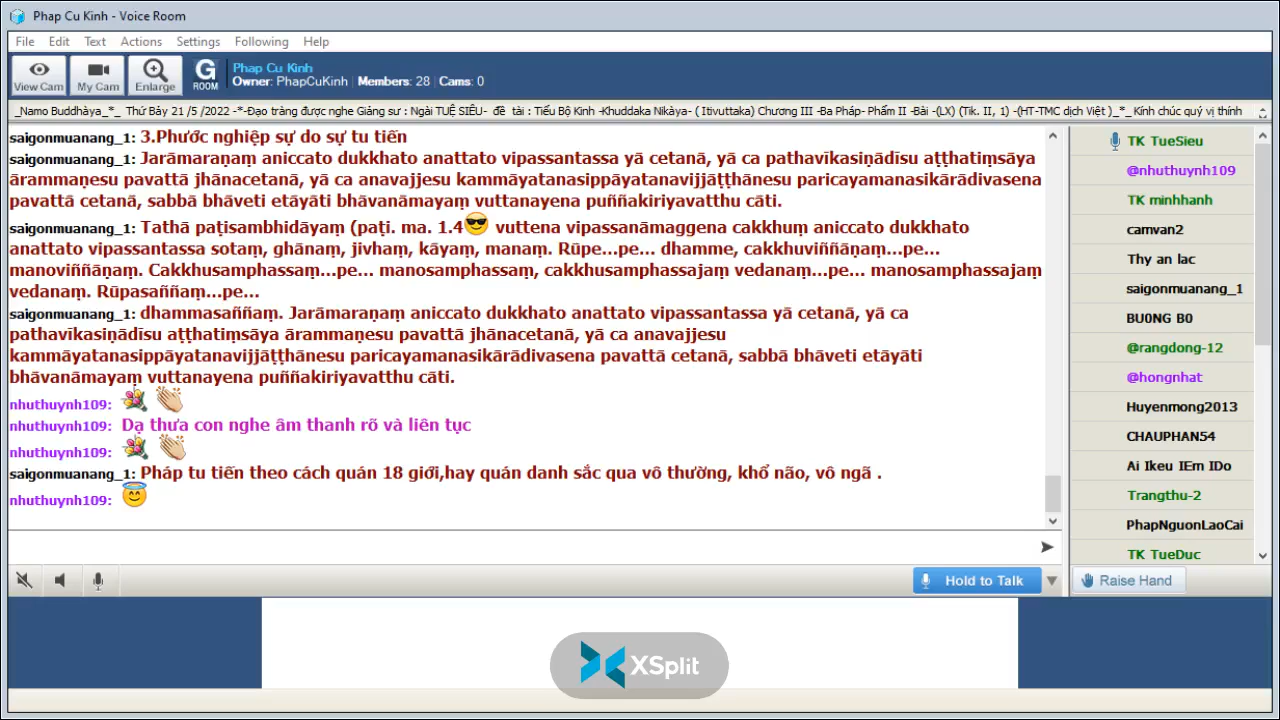 Phap Cu Kinh - Voice Room
File Edit Text Actions Settings Following Help
View Cam My Cam Enlarge G ROOM
Phap Cu Kinh
Owner: PhapCuKinh | Members: 28 | Cams: 0
_Namo Buddhàya_*_ Thứ Bảy 21 /5 /2022 -*-Đạo tràng được nghe Giảng sư : Ngài TUỆ SIÊU- đề tài : Tiểu Bộ Kinh -Khuddaka Nikàya- ( Itivuttaka) Chương III -Ba Pháp- Phẩm II -Bài -(LX) (Tik. II, 1) -(HT-TMC dịch Việt )_*_ Kính chúc quý vị thính
saigonmuanang_1: 3.Phước nghiệp sự do sự tu tiến
saigonmuanang_1: Jarāmaraṇaṃ aniccato dukkhato anattato vipassantassa yā cetanā, yā ca pathavīkasiṇādīsu aṭṭhatiṃsāya
ārammaṇesu pavattā jhānacetanā, yā ca anavajjesu kammāyatanasippāyatanavijjāṭṭhānesu paricayamanasikārādivasena
pavattā cetanā, sabbā bhāveti etāyāti bhāvanāmayaṃ vuttanayena puññakiriyavatthu cāti.
saigonmuanang_1: Tathā paṭisambhidāyaṃ (paṭi. ma. 1.4😎 vuttena vipassanāmaggena cakkhuṃ aniccato dukkhato
anattato vipassantassa sotaṃ, ghānaṃ, jivhaṃ, kāyaṃ, manaṃ. Rūpe…pe… dhamme, cakkhuviññāṇaṃ…pe…
manoviññāṇaṃ. Cakkhusamphassaṃ…pe… manosamphassaṃ, cakkhusamphassajaṃ vedanaṃ…pe… manosamphassajaṃ
vedanaṃ. Rūpasaññaṃ…pe…
saigonmuanang_1: dhammasaññaṃ. Jarāmaraṇaṃ aniccato dukkhato anattato vipassantassa yā cetanā, yā ca
pathavīkasiṇādīsu aṭṭhatiṃsāya ārammaṇesu pavattā jhānacetanā, yā ca anavajjesu
kammāyatanasippāyatanavijjāṭṭhānesu paricayamanasikārādivasena pavattā cetanā, sabbā bhāveti etāyāti
bhāvanāmayaṃ vuttanayena puññakiriyavatthu cāti.
nhuthuynh109: 💐 👏
nhuthuynh109: Dạ thưa con nghe âm thanh rõ và liên tục
nhuthuynh109: 💐 👏
saigonmuanang_1: Pháp tu tiến theo cách quán 18 giới,hay quán danh sắc qua vô thường, khổ não, vô ngã .
nhuthuynh109: 😇
Hold to Talk
TK TueSieu
@nhuthuynh109
TK minhhanh
camvan2
Thy an lac
saigonmuanang_1
BU0NG B0
@rangdong-12
@hongnhat
Huyenmong2013
CHAUPHAN54
Ai Ikeu IEm IDo
Trangthu-2
PhapNguonLaoCai
TK TueDuc
Raise Hand
XSplit